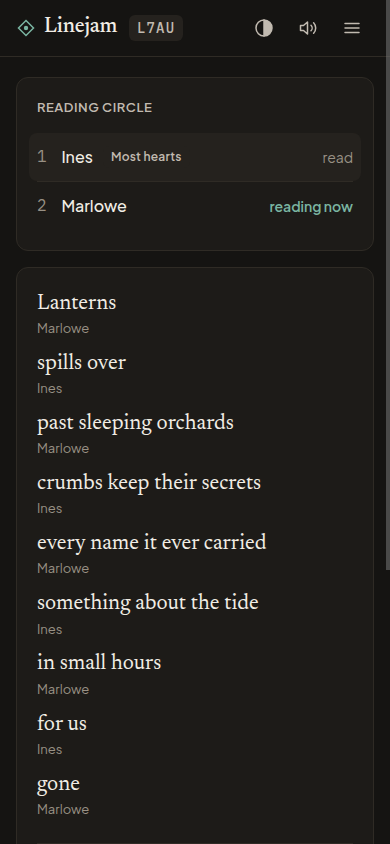 Linejam L7AU
READING CIRCLE
1 Ines Most hearts read
2 Marlowe reading now
Lanterns
Marlowe
spills over
Ines
past sleeping orchards
Marlowe
crumbs keep their secrets
Ines
every name it ever carried
Marlowe
something about the tide
Ines
in small hours
Marlowe
for us
Ines
gone
Marlowe